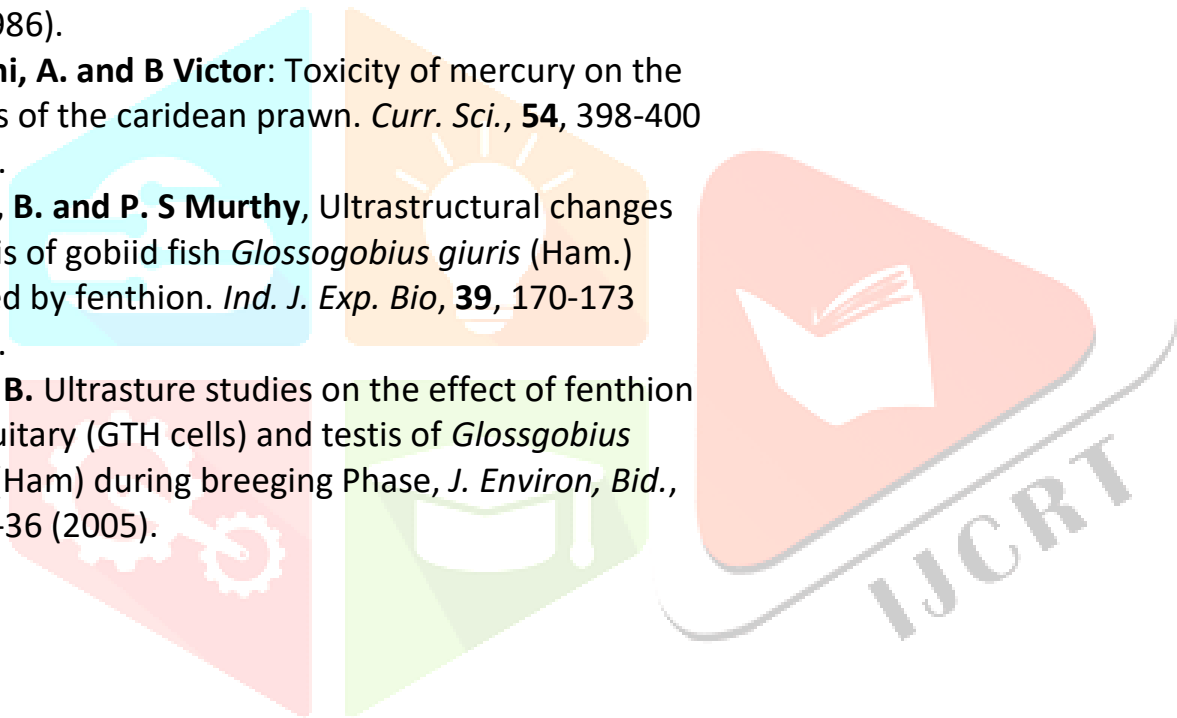 986).
ni, A. and B Victor: Toxicity of mercury on the
s of the caridean prawn. Curr. Sci., 54, 398-400
.
, B. and P. S Murthy, Ultrastructural changes
is of gobiid fish Glossogobius giuris (Ham.)
ed by fenthion. Ind. J. Exp. Bio, 39, 170-173
.
B. Ultrasture studies on the effect of fenthion
uitary (GTH cells) and testis of Glossgobius
(Ham) during breeging Phase, J. Environ, Bid.,
-36 (2005).
IJCRT